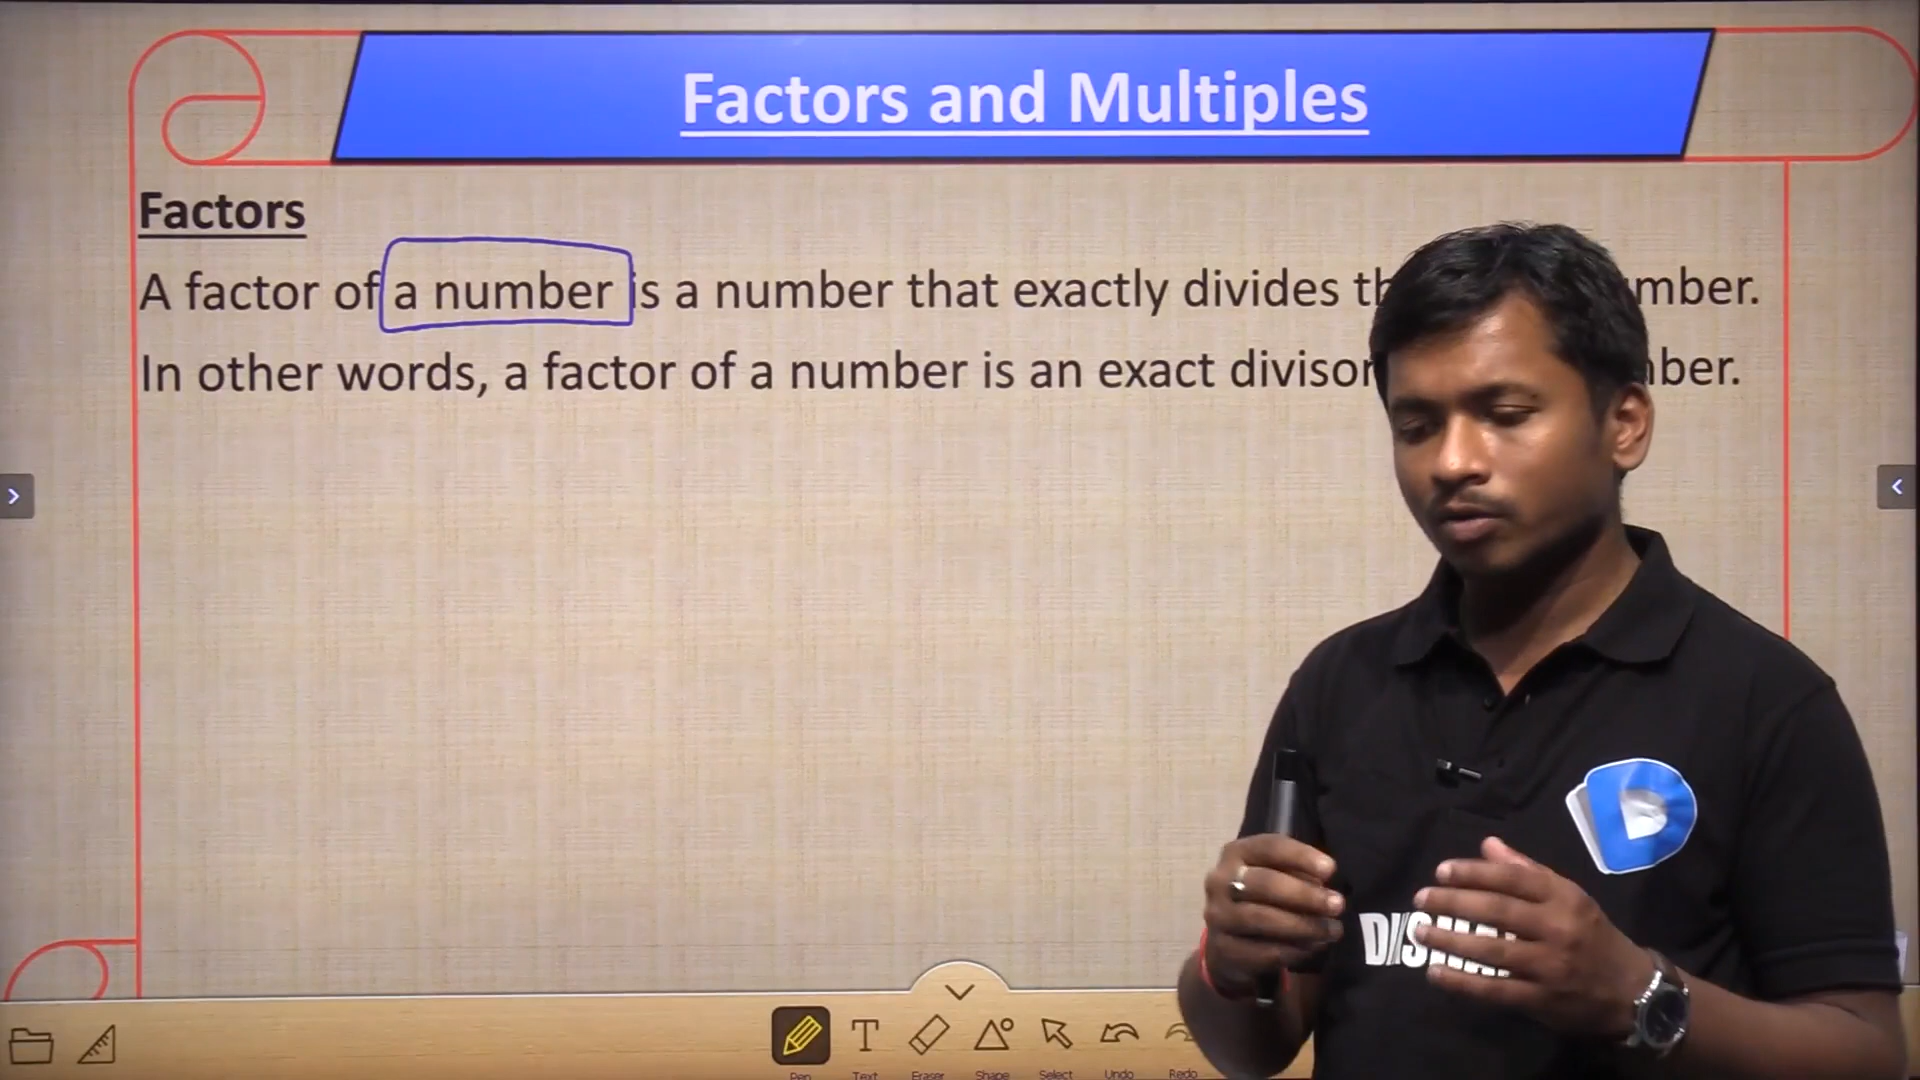 Factors and Multiples
Factors
A factor of a number is a number that exactly divides mber.
In other words, a factor of a number is an exact divisor ber.
Pen Text Eraser Shape Select Undo Redo